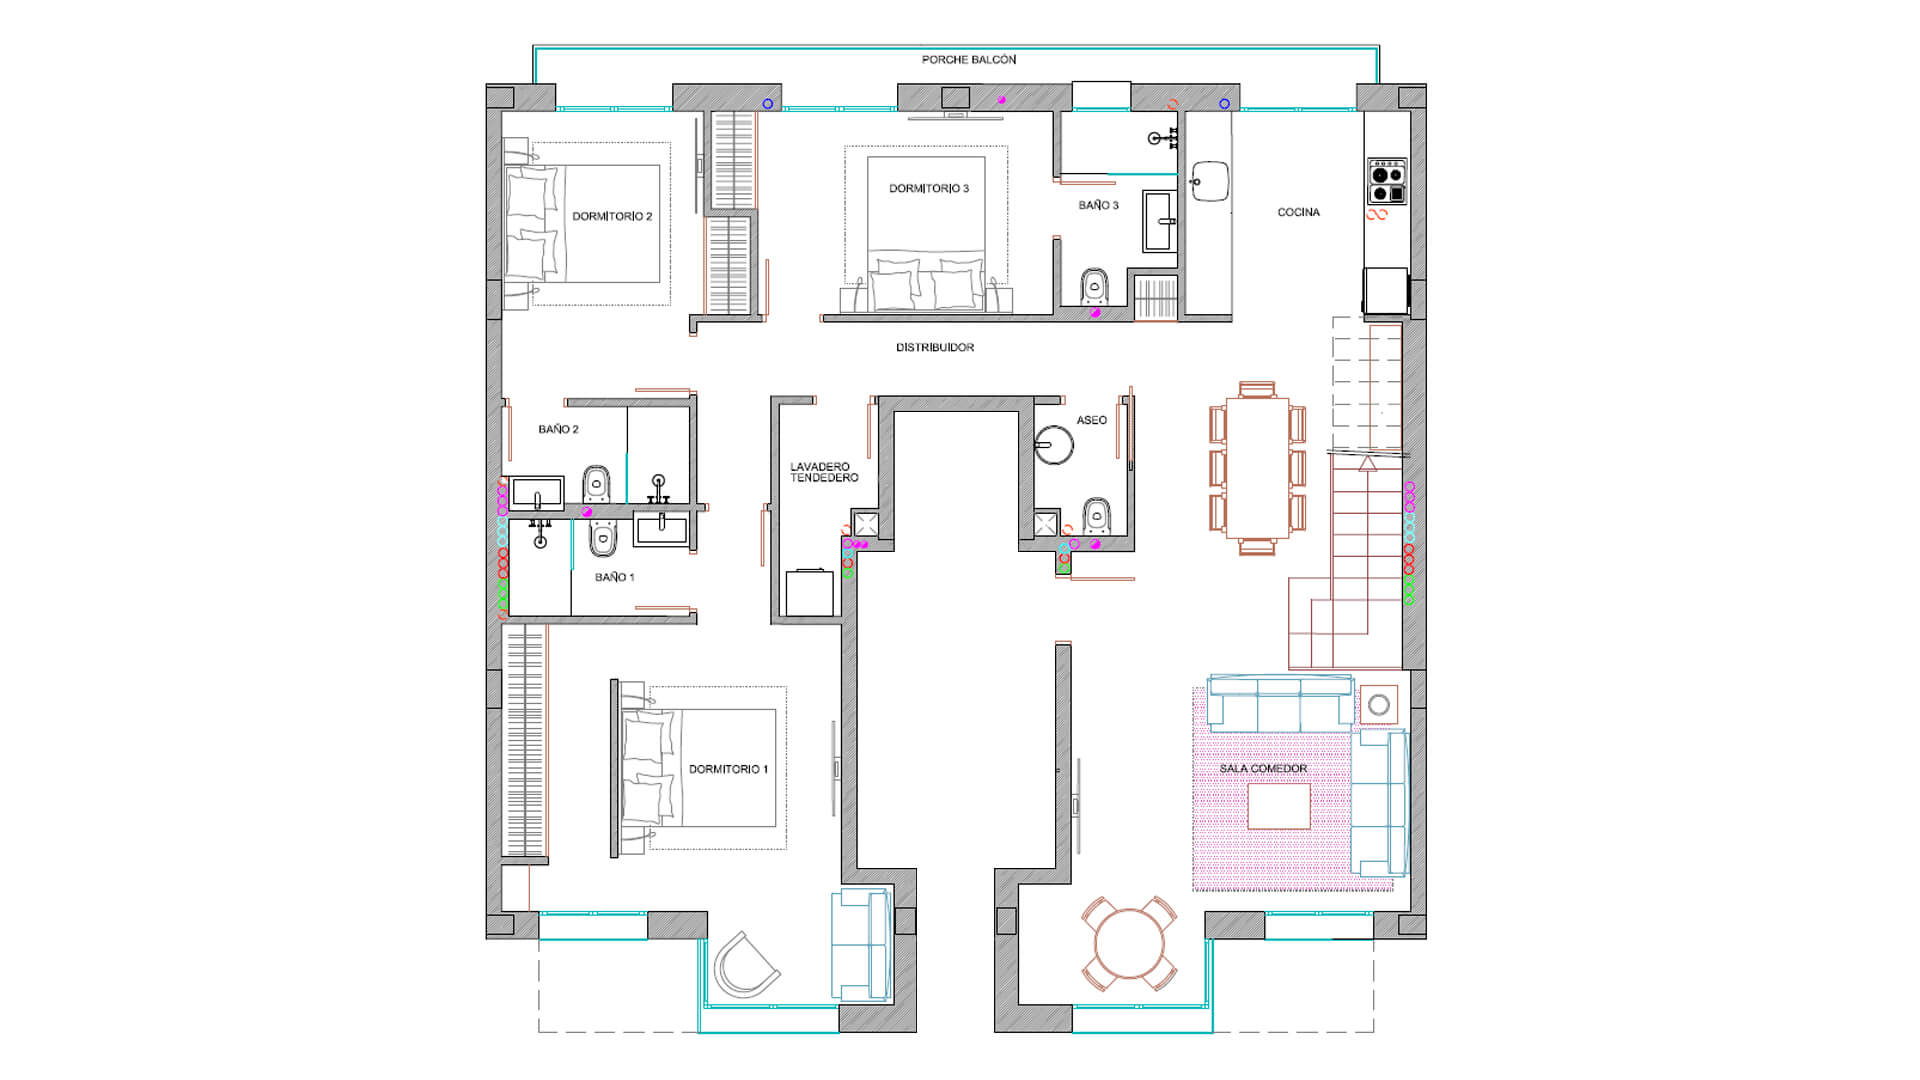 PORCHE BALCÓN
DORMITORIO 3
BAÑO 3
DORMITORIO 2
COCINA
DISTRIBUIDOR
BAÑO 2
ASEO
LAVADERO
TENDEDERO
BAÑO 1
DORMITORIO 1
SALA COMEDOR